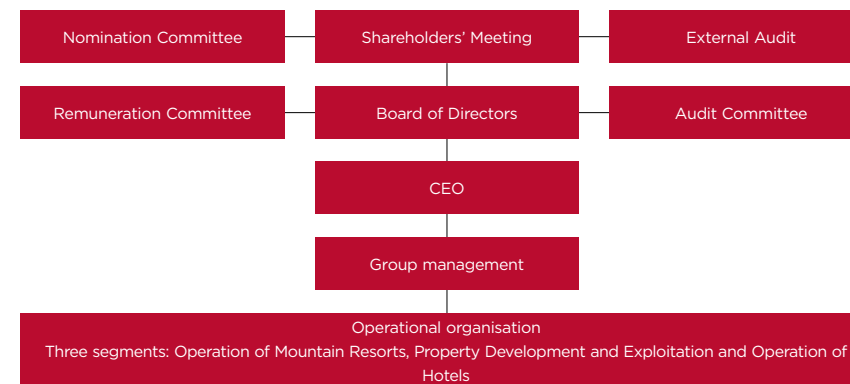 Nomination Committee
Shareholders’ Meeting
External Audit
Remuneration Committee
Board of Directors
Audit Committee
CEO
Group management
Operational organisation
Three segments: Operation of Mountain Resorts, Property Development and Exploitation and Operation of
Hotels